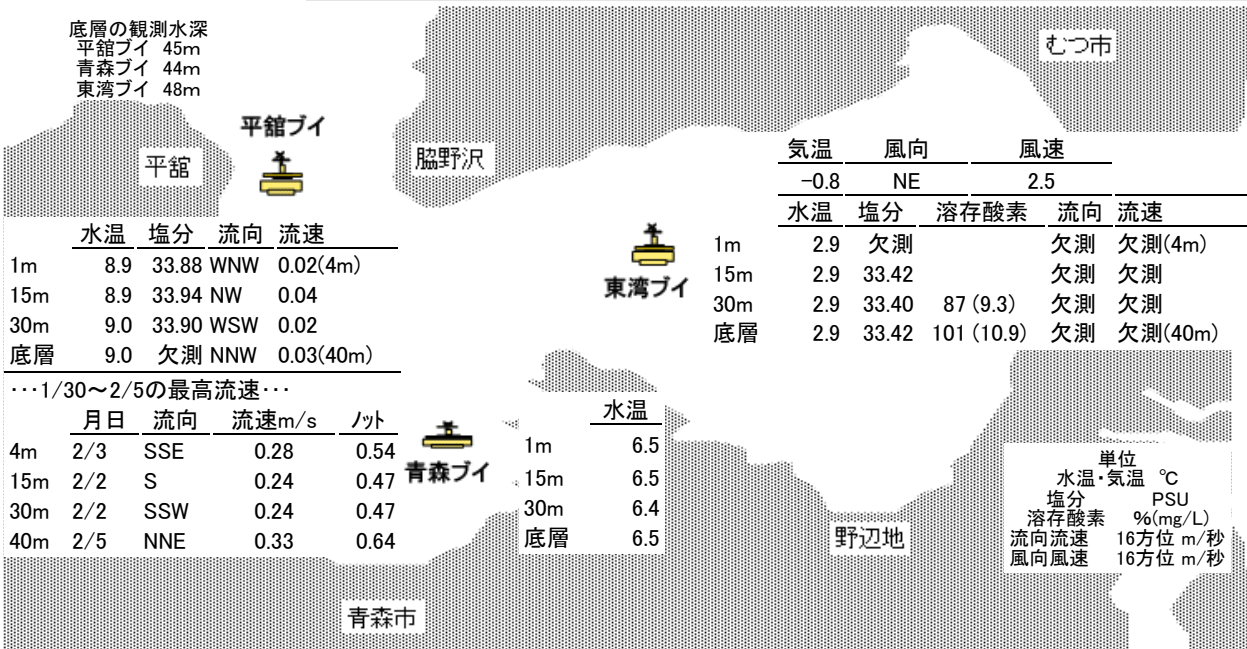 底層の観測水深
平舘ブイ 45m
青森ブイ 44m
東湾ブイ 48m
むつ市
平舘ブイ
平舘
脇野沢
気温 風向 風速
-0.8 NE 2.5
水温 塩分 溶存酸素 流向 流速
1m 2.9 欠測 欠測 欠測(4m)
15m 2.9 33.42 欠測 欠測
30m 2.9 33.40 87 (9.3) 欠測 欠測
底層 2.9 33.42 101 (10.9) 欠測 欠測(40m)
東湾ブイ
水温 塩分 流向 流速
1m 8.9 33.88 WNW 0.02(4m)
15m 8.9 33.94 NW 0.04
30m 9.0 33.90 WSW 0.02
底層 9.0 欠測 NNW 0.03(40m)
･･･1/30～2/5の最高流速･･･
月日 流向 流速m/s ﾉｯﾄ
4m 2/3 SSE 0.28 0.54
15m 2/2 S 0.24 0.47
30m 2/2 SSW 0.24 0.47
40m 2/5 NNE 0.33 0.64
青森ブイ
水温
1m 6.5
15m 6.5
30m 6.4
底層 6.5
野辺地
青森市
単位
水温・気温 ℃
塩分 PSU
溶存酸素 %(mg/L)
流向流速 16方位 m/秒
風向風速 16方位 m/秒